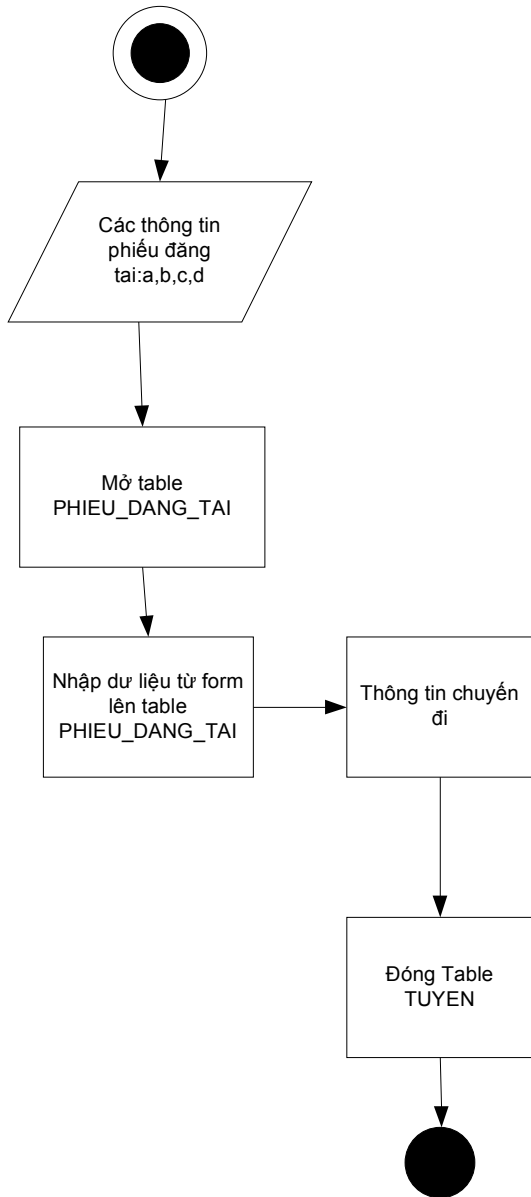 Các thông tin
phiếu đăng
tai:a,b,c,d
Mở table
PHIEU_DANG_TAI
Nhập dư liệu từ form
lên table
PHIEU_DANG_TAI
Thông tin chuyến
đi
Đóng Table
TUYEN